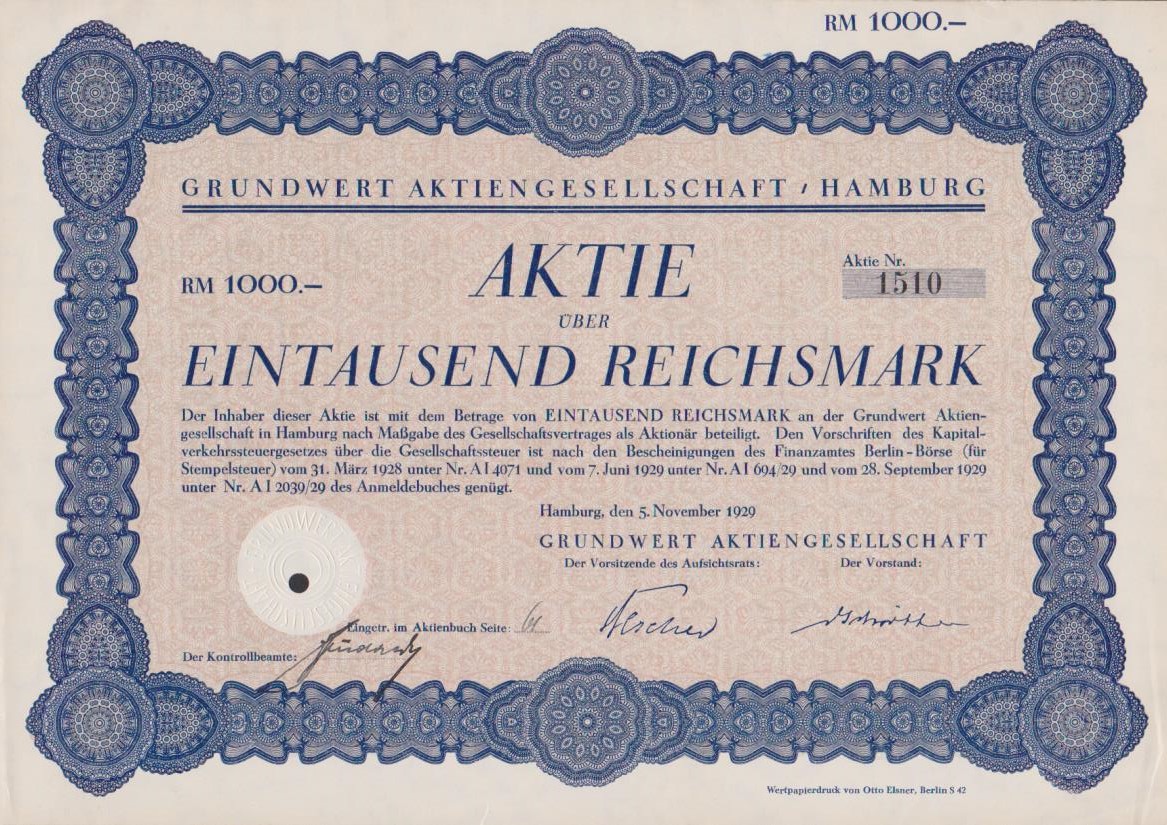 RM 1000.—
GRUNDWERT AKTIENGESELLSCHAFT / HAMBURG
RM 1000.—
AKTIE
Aktie Nr.
1510
ÜBER
EINTAUSEND REICHSMARK
Der Inhaber dieser Aktie ist mit dem Betrage von EINTAUSEND REICHSMARK an der Grundwert Aktien-
gesellschaft in Hamburg nach Maßgabe des Gesellschaftsvertrages als Aktionär beteiligt. Den Vorschriften des Kapital-
verkehrssteuergesetzes über die Gesellschaftssteuer ist nach den Bescheinigungen des Finanzamtes Berlin-Börse (für
Stempelsteuer) vom 31. März 1928 unter Nr. A I 4071 und vom 7. Juni 1929 unter Nr. A I 694/29 und vom 28. September 1929
unter Nr. A I 2039/29 des Anmeldebuches genügt.
Hamburg, den 5. November 1929
GRUNDWERT AKTIENGESELLSCHAFT
Der Vorsitzende des Aufsichtsrats:
Der Vorstand:
Eingetr. im Aktienbuch Seite:
Der Kontrollbeamte:
Wertpapierdruck von Otto Elsner, Berlin S 42